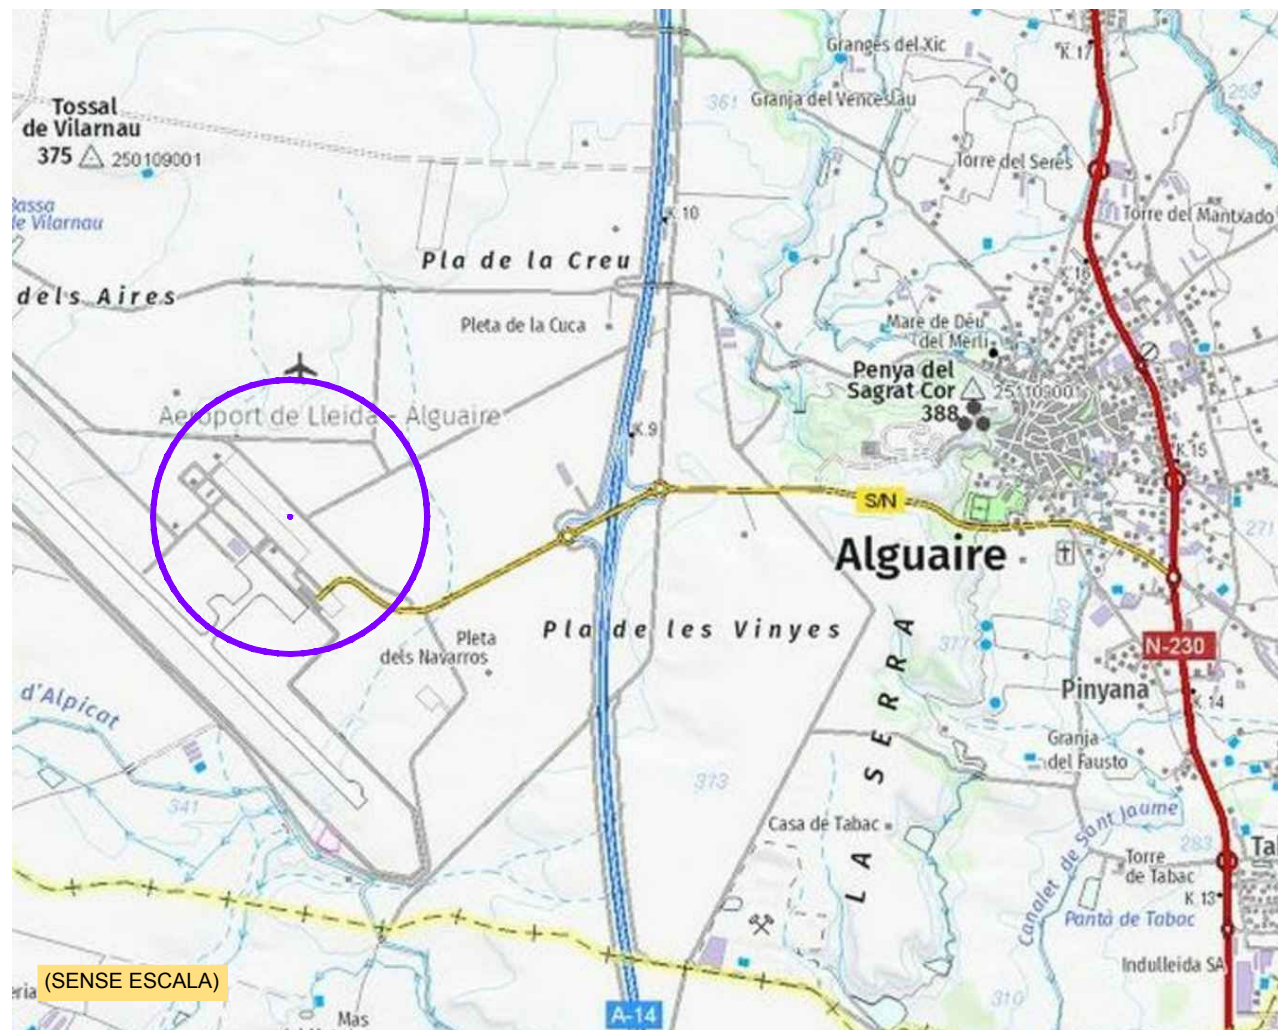 Granges del Xic
K. 17
361
Granja del Venceslau
259
Tossal
de Vilarnau
375
250109001
Torre del Seres
Bassa
de Vilarnau
K. 10
Torre del Mantxado
Pla de la Creu
K. 16
dels Aires
Pleta de la Cuca
Mare de Déu
del Merli
Penya del
Sagrat Cor
388
Aeroport de Lleida - Alguaire
K. 9
K. 15
S/N
271
Alguaire
Pla de les Vinyes
377
Pleta
dels Navarros
N-230
LA SERRA
d'Alpicat
Pinyana
K. 14
Granja
del Fausto
373
341
Casa de Tabac
Canalet de Sant Jaume
283
Torre
de Tabac
K. 13
Pantà de Tabac
Indulleida SA
(SENSE ESCALA)
310
A-14
Mas